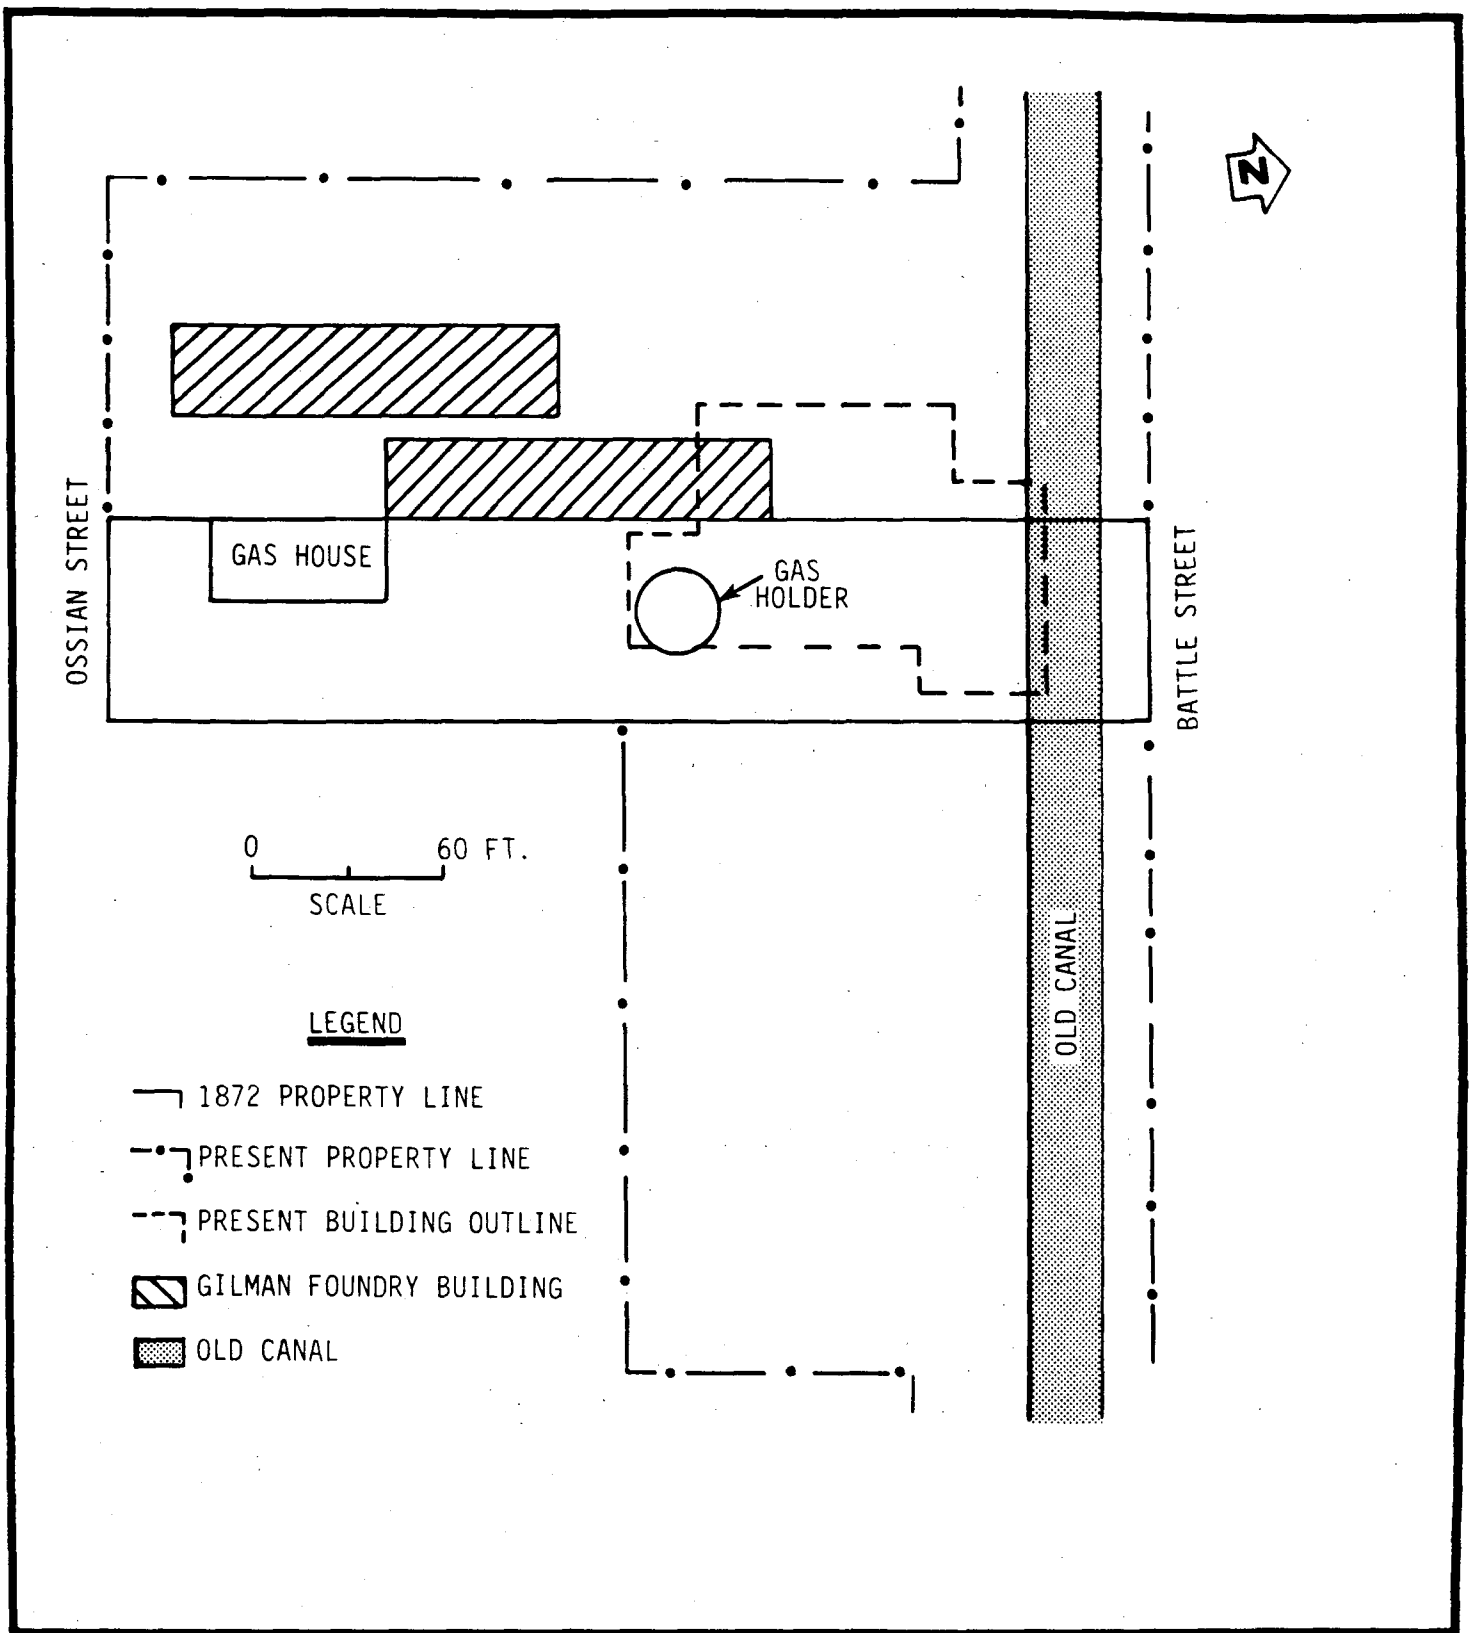 N
GAS HOUSE
GAS
HOLDER
OSSIAN STREET
BATTLE STREET
0 60 FT.
SCALE
OLD CANAL
LEGEND
1872 PROPERTY LINE
PRESENT PROPERTY LINE
PRESENT BUILDING OUTLINE
GILMAN FOUNDRY BUILDING
OLD CANAL